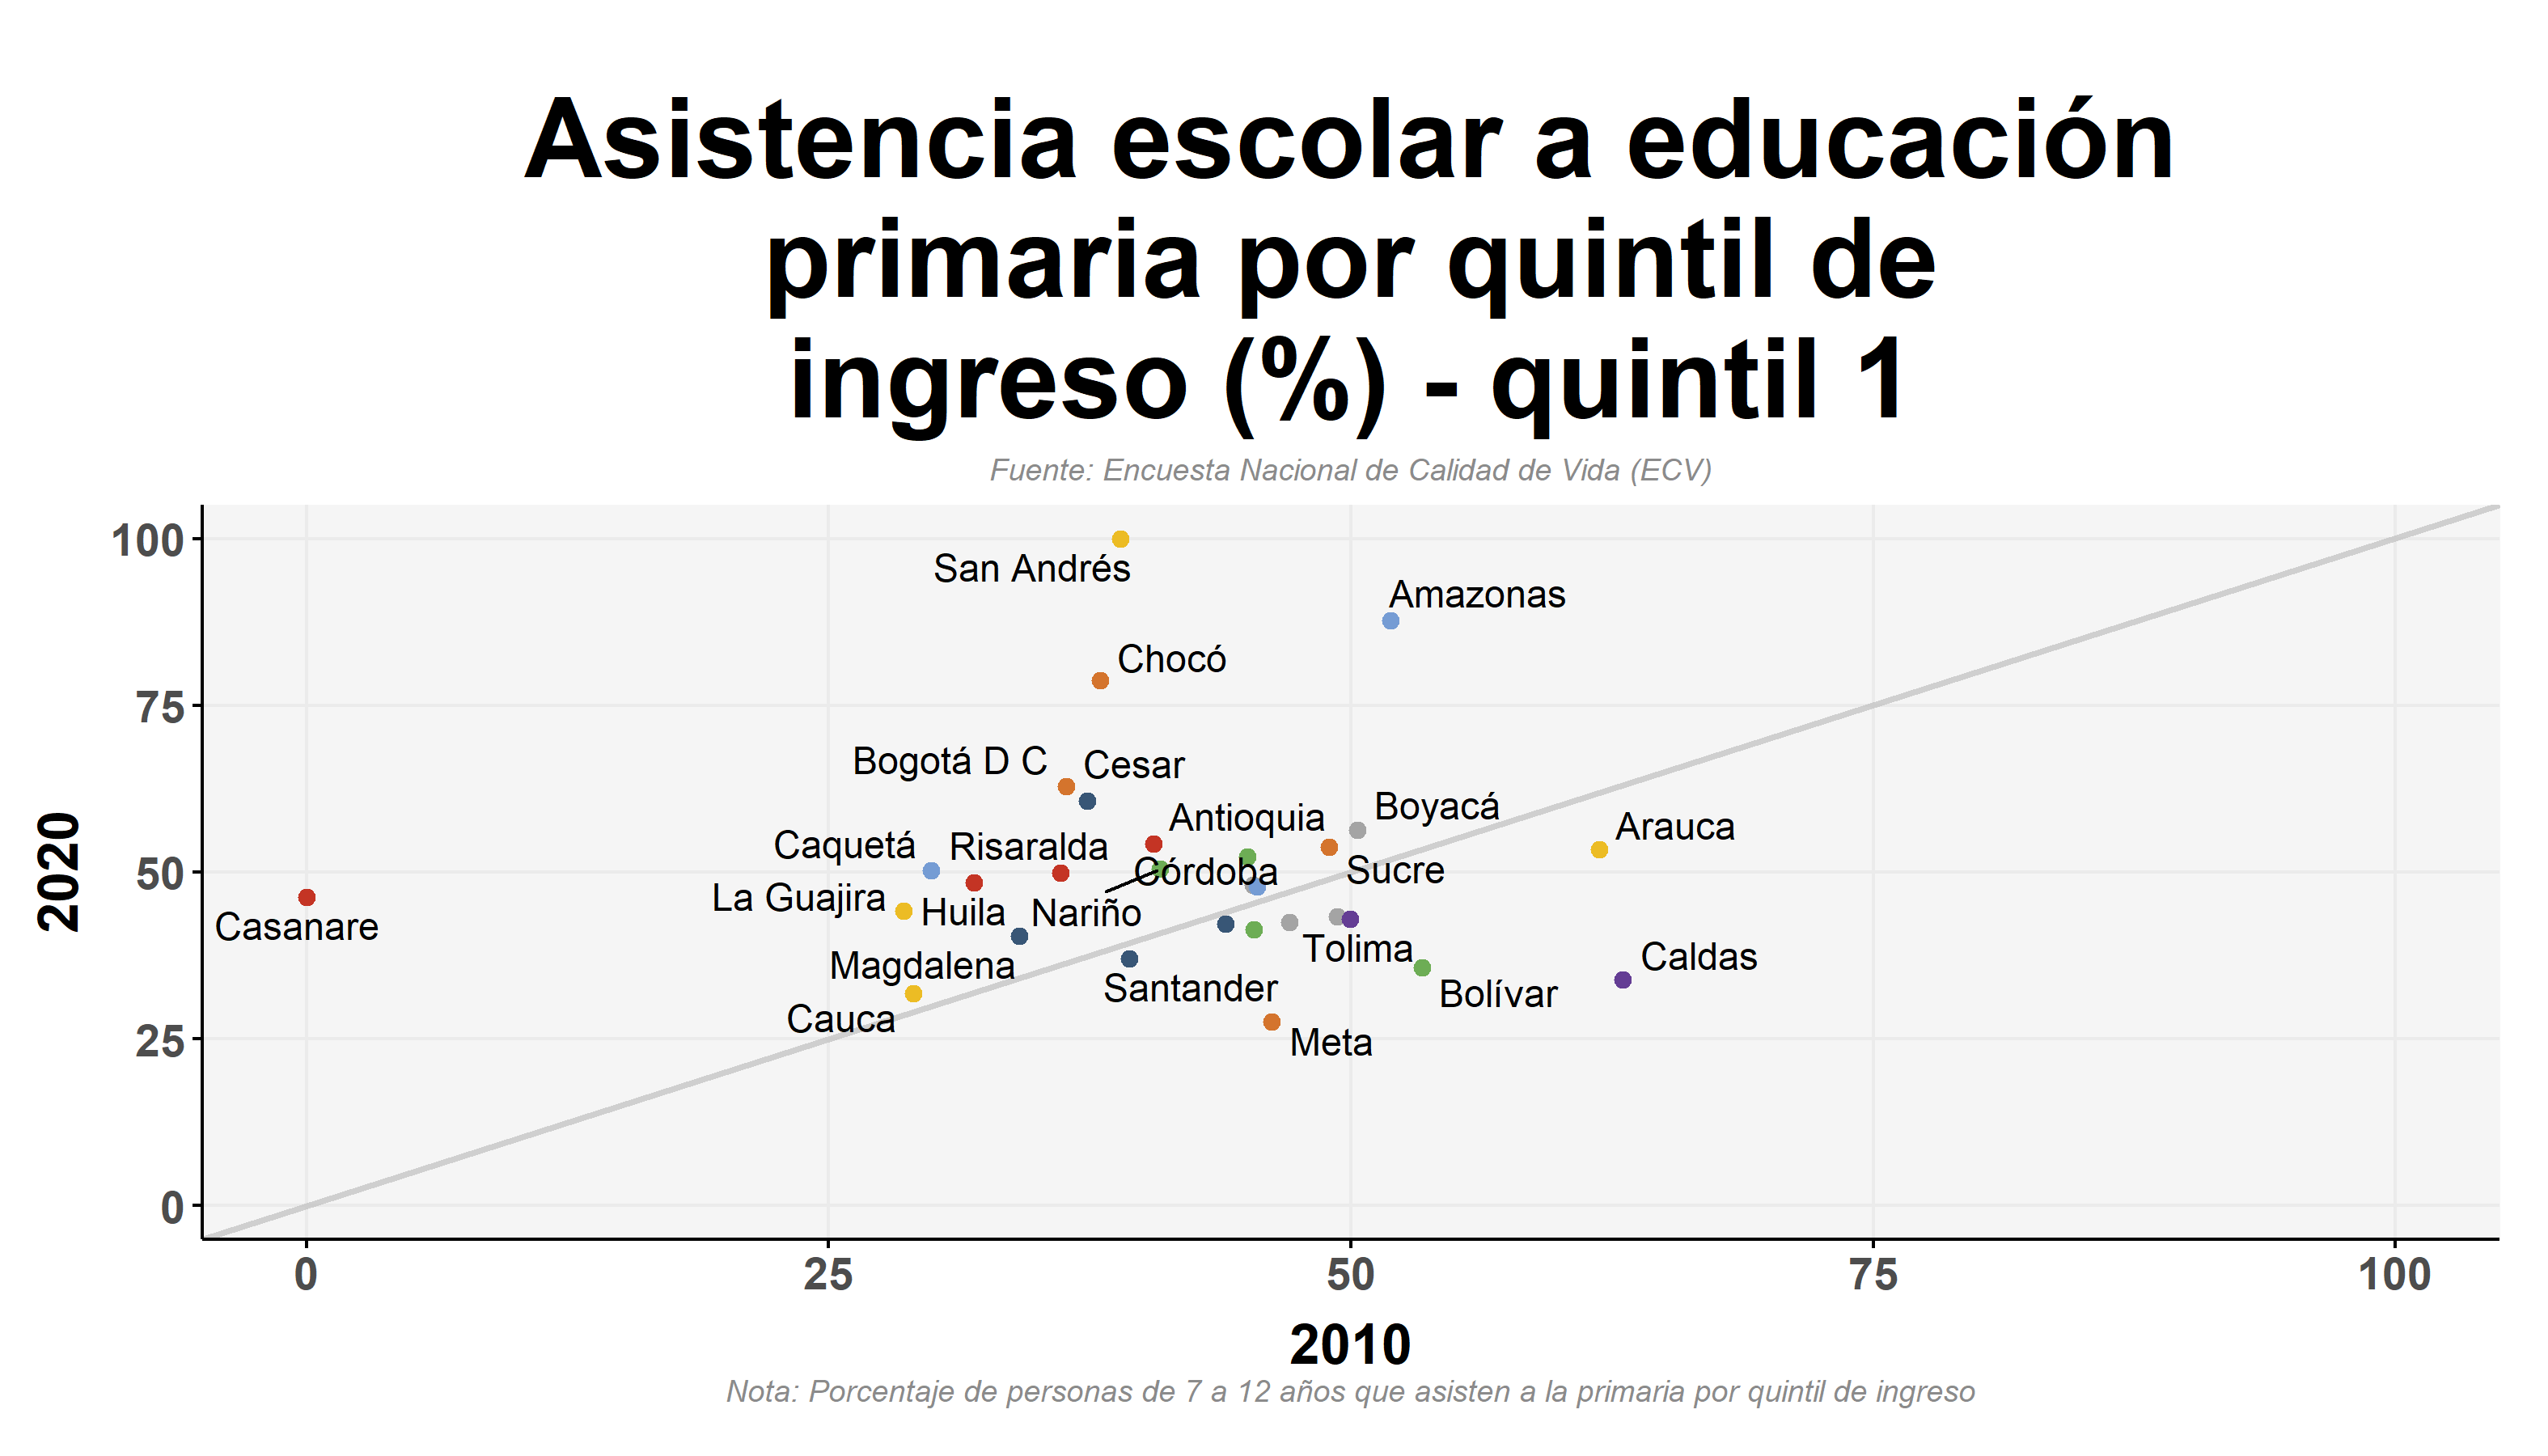 Asistencia escolar a educación
primaria por quintil de
ingreso (%) - quintil 1
Fuente: Encuesta Nacional de Calidad de Vida (ECV)
100
San Andrés
Amazonas
Chocó
75
Bogotá D C
Cesar
Boyacá
Antioquia
Arauca
Caquetá
Risaralda
50
Córdoba
Sucre
La Guajira
Huila
Nariño
Casanare
Tolima
Caldas
Magdalena
Santander
Bolívar
Cauca
25
Meta
0
2020
0
25
50
75
100
2010
Nota: Porcentaje de personas de 7 a 12 años que asisten a la primaria por quintil de ingreso